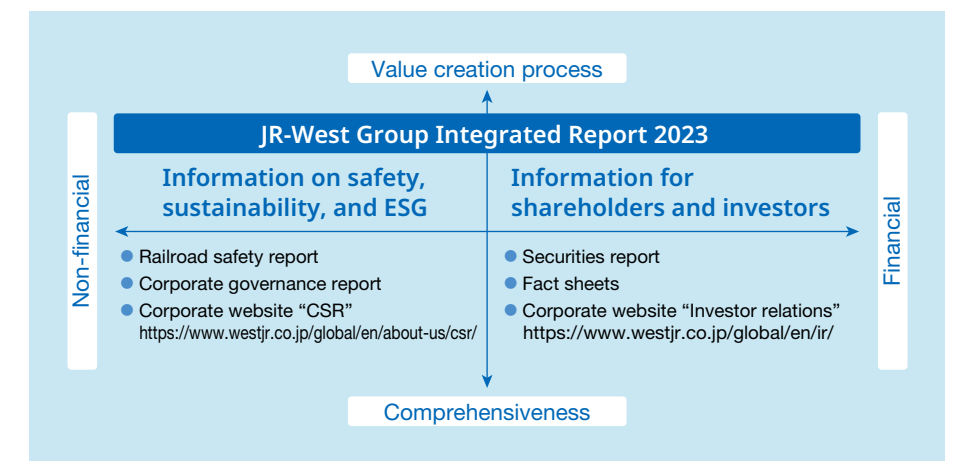 Value creation process
JR-West Group Integrated Report 2023
Non-financial
Information on safety,
sustainability, and ESG
● Railroad safety report
● Corporate governance report
● Corporate website “CSR”
https://www.westjr.co.jp/global/en/about-us/csr/
Information for
shareholders and investors
● Securities report
● Fact sheets
● Corporate website “Investor relations”
https://www.westjr.co.jp/global/en/ir/
Financial
Comprehensiveness